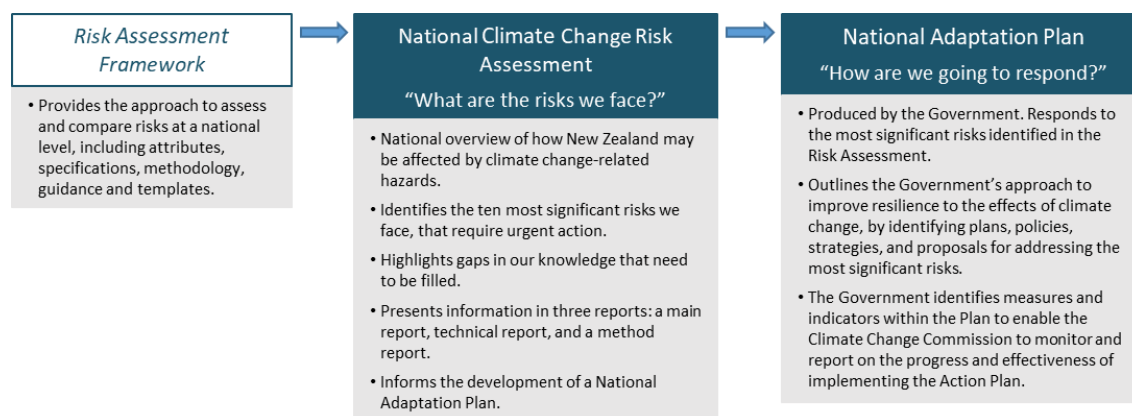 Risk Assessment
Framework
• Provides the approach to assess
and compare risks at a national
level, including attributes,
specifications, methodology,
guidance and templates.
National Climate Change Risk
Assessment
“What are the risks we face?”
• National overview of how New Zealand may
be affected by climate change-related
hazards.
• Identifies the ten most significant risks we
face, that require urgent action.
• Highlights gaps in our knowledge that need
to be filled.
• Presents information in three reports: a main
report, technical report, and a method
report.
• Informs the development of a National
Adaptation Plan.
National Adaptation Plan
“How are we going to respond?”
• Produced by the Government. Responds to
the most significant risks identified in the
Risk Assessment.
• Outlines the Government’s approach to
improve resilience to the effects of climate
change, by identifying plans, policies,
strategies, and proposals for addressing the
most significant risks.
• The Government identifies measures and
indicators within the Plan to enable the
Climate Change Commission to monitor and
report on the progress and effectiveness of
implementing the Action Plan.